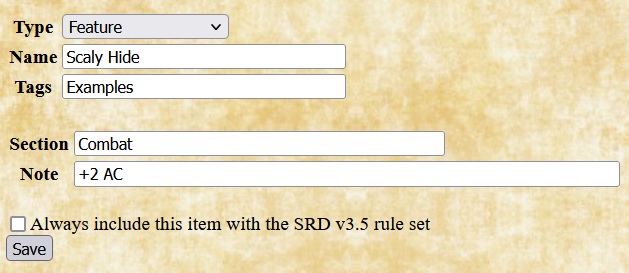 Type Feature
Name Scaly Hide
Tags Examples
Section Combat
Note +2 AC
Always include this item with the SRD v3.5 rule set
Save